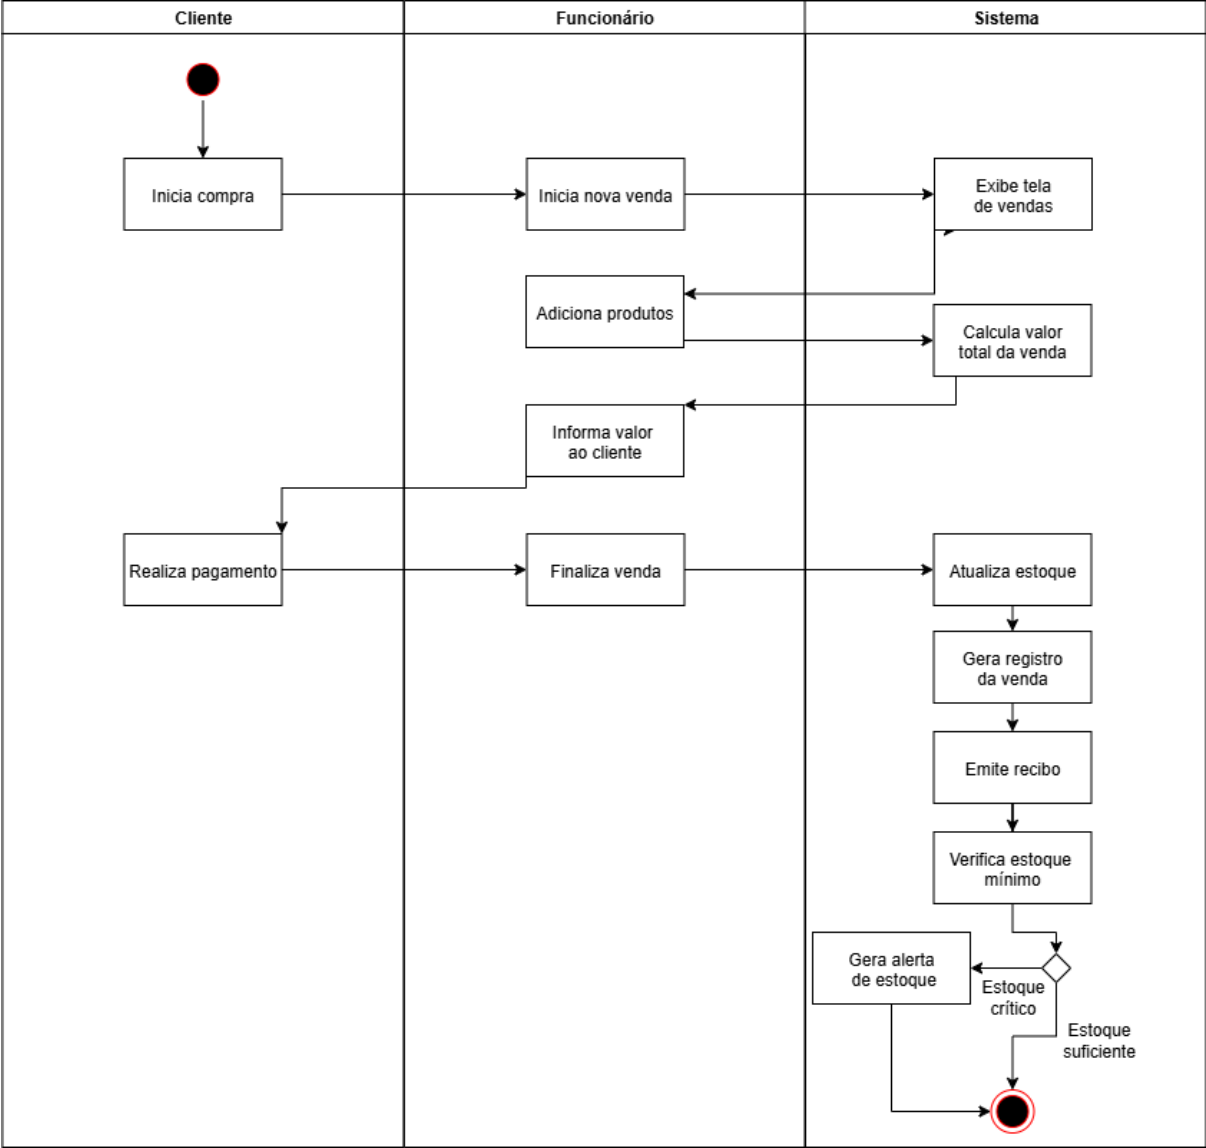 Cliente
Funcionário
Sistema
Inicia compra
Inicia nova venda
Exibe tela
de vendas
Adiciona produtos
Calcula valor
total da venda
Informa valor
ao cliente
Realiza pagamento
Finaliza venda
Atualiza estoque
Gera registro
da venda
Emite recibo
Verifica estoque
mínimo
Gera alerta
de estoque
Estoque
crítico
Estoque
suficiente